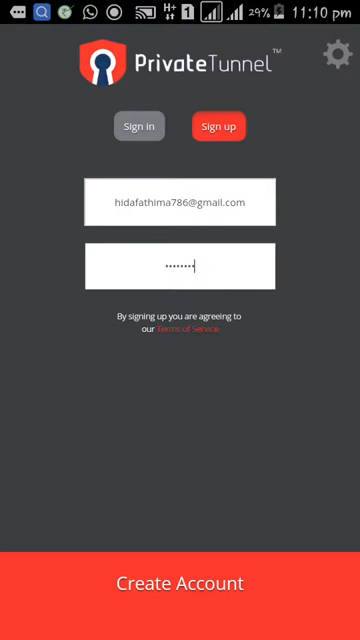 29% 11:10 pm
PrivateTunnel™
Sign in Sign up
hidafathima786@gmail.com
••••••••
By signing up you are agreeing to
our Terms of Service
Create Account